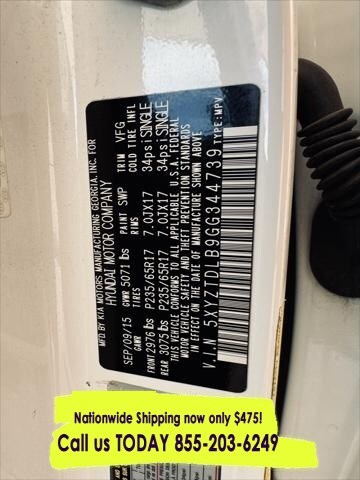 MFD BY KIA MOTORS MANUFACTURING GEORGIA, INC. FOR
HYUNDAI MOTOR COMPANY
SEP/09/15 GVWR 5071 lbs PAINT SWP TRIM VFG
GAWR TIRES RIMS COLD TIRE INFL
FRONT 2976 lbs P235/65R17 7.0JX17 34psi SINGLE
REAR 3075 lbs P235/65R17 7.0JX17 34psi SINGLE
THIS VEHICLE CONFORMS TO ALL APPLICABLE U.S.A. FEDERAL
MOTOR VEHICLE SAFETY AND THEFT PREVENTION STANDARDS
IN EFFECT ON THE DATE OF MANUFACTURE SHOWN ABOVE.
V.I.N 5XYZTDLB9GG344739 TYPE:MPV
Nationwide Shipping now only $475!
Call us TODAY 855-203-6249